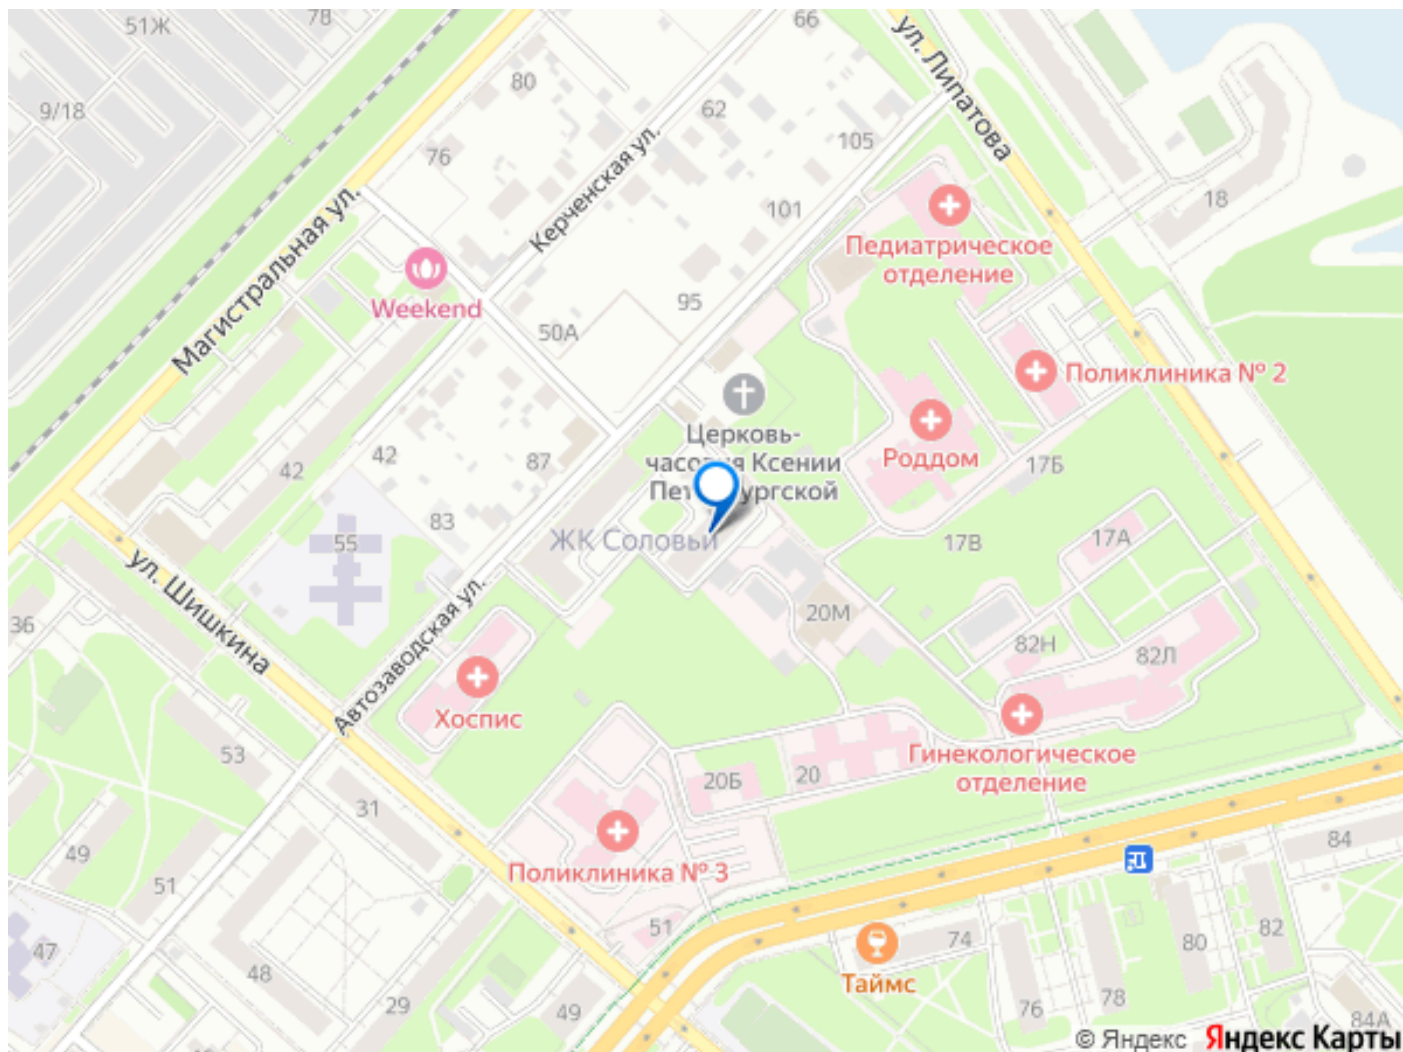 51Ж
78
66
ул. Липатова
80
9/18
62
76
105
Керченская ул.
18
101
Магистральная ул.
Педиатрическое
отделение
Weekend
95
50А
Поликлиника № 2
Церковь-
часовня Ксении
Петербургской
Роддом
42
42
87
17Б
83
55
ЖК Соловьи
17В
17А
ул. Шишкина
36
20М
82Н
82Л
Автозаводская ул.
Хоспис
53
Гинекологическое
отделение
20Б
20
31
Поликлиника № 3
49
51
84
51
47
74
80
82
48
Таймс
29
49
76
78
84А
© Яндекс Яндекс Карты